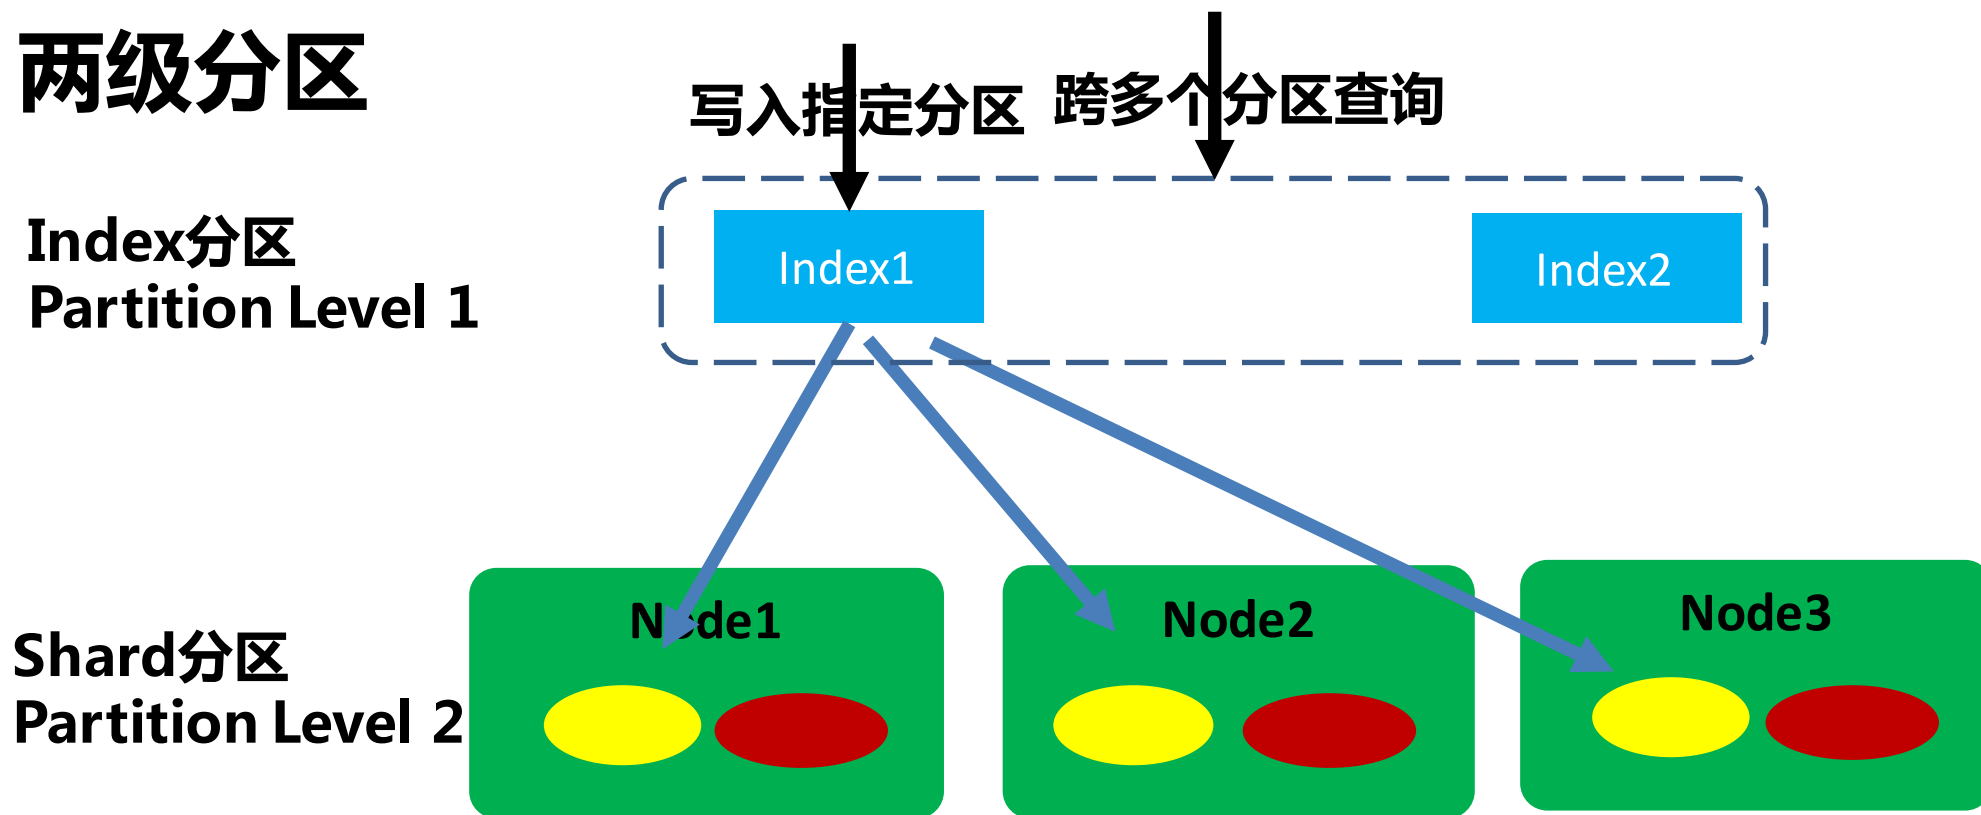 两级分区
写入指定分区
跨多个分区查询
Index分区
Partition Level 1
Index1
Index2
Shard分区
Partition Level 2
Node1
Node2
Node3